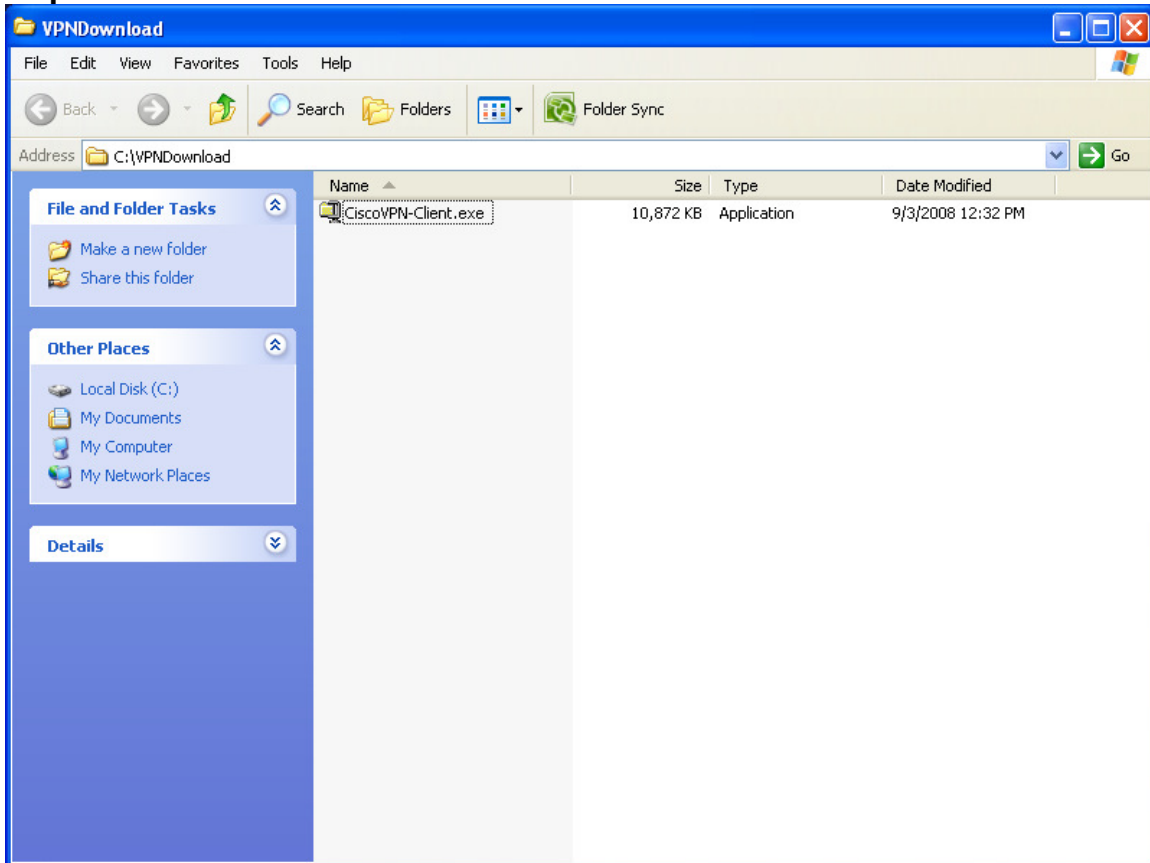 VPNDownload
File Edit View Favorites Tools Help
Back Search Folders Folder Sync
Address C:\VPNDownload Go
Name Size Type Date Modified
CiscoVPN-Client.exe 10,872 KB Application 9/3/2008 12:32 PM
File and Folder Tasks
Make a new folder
Share this folder
Other Places
Local Disk (C:)
My Documents
My Computer
My Network Places
Details